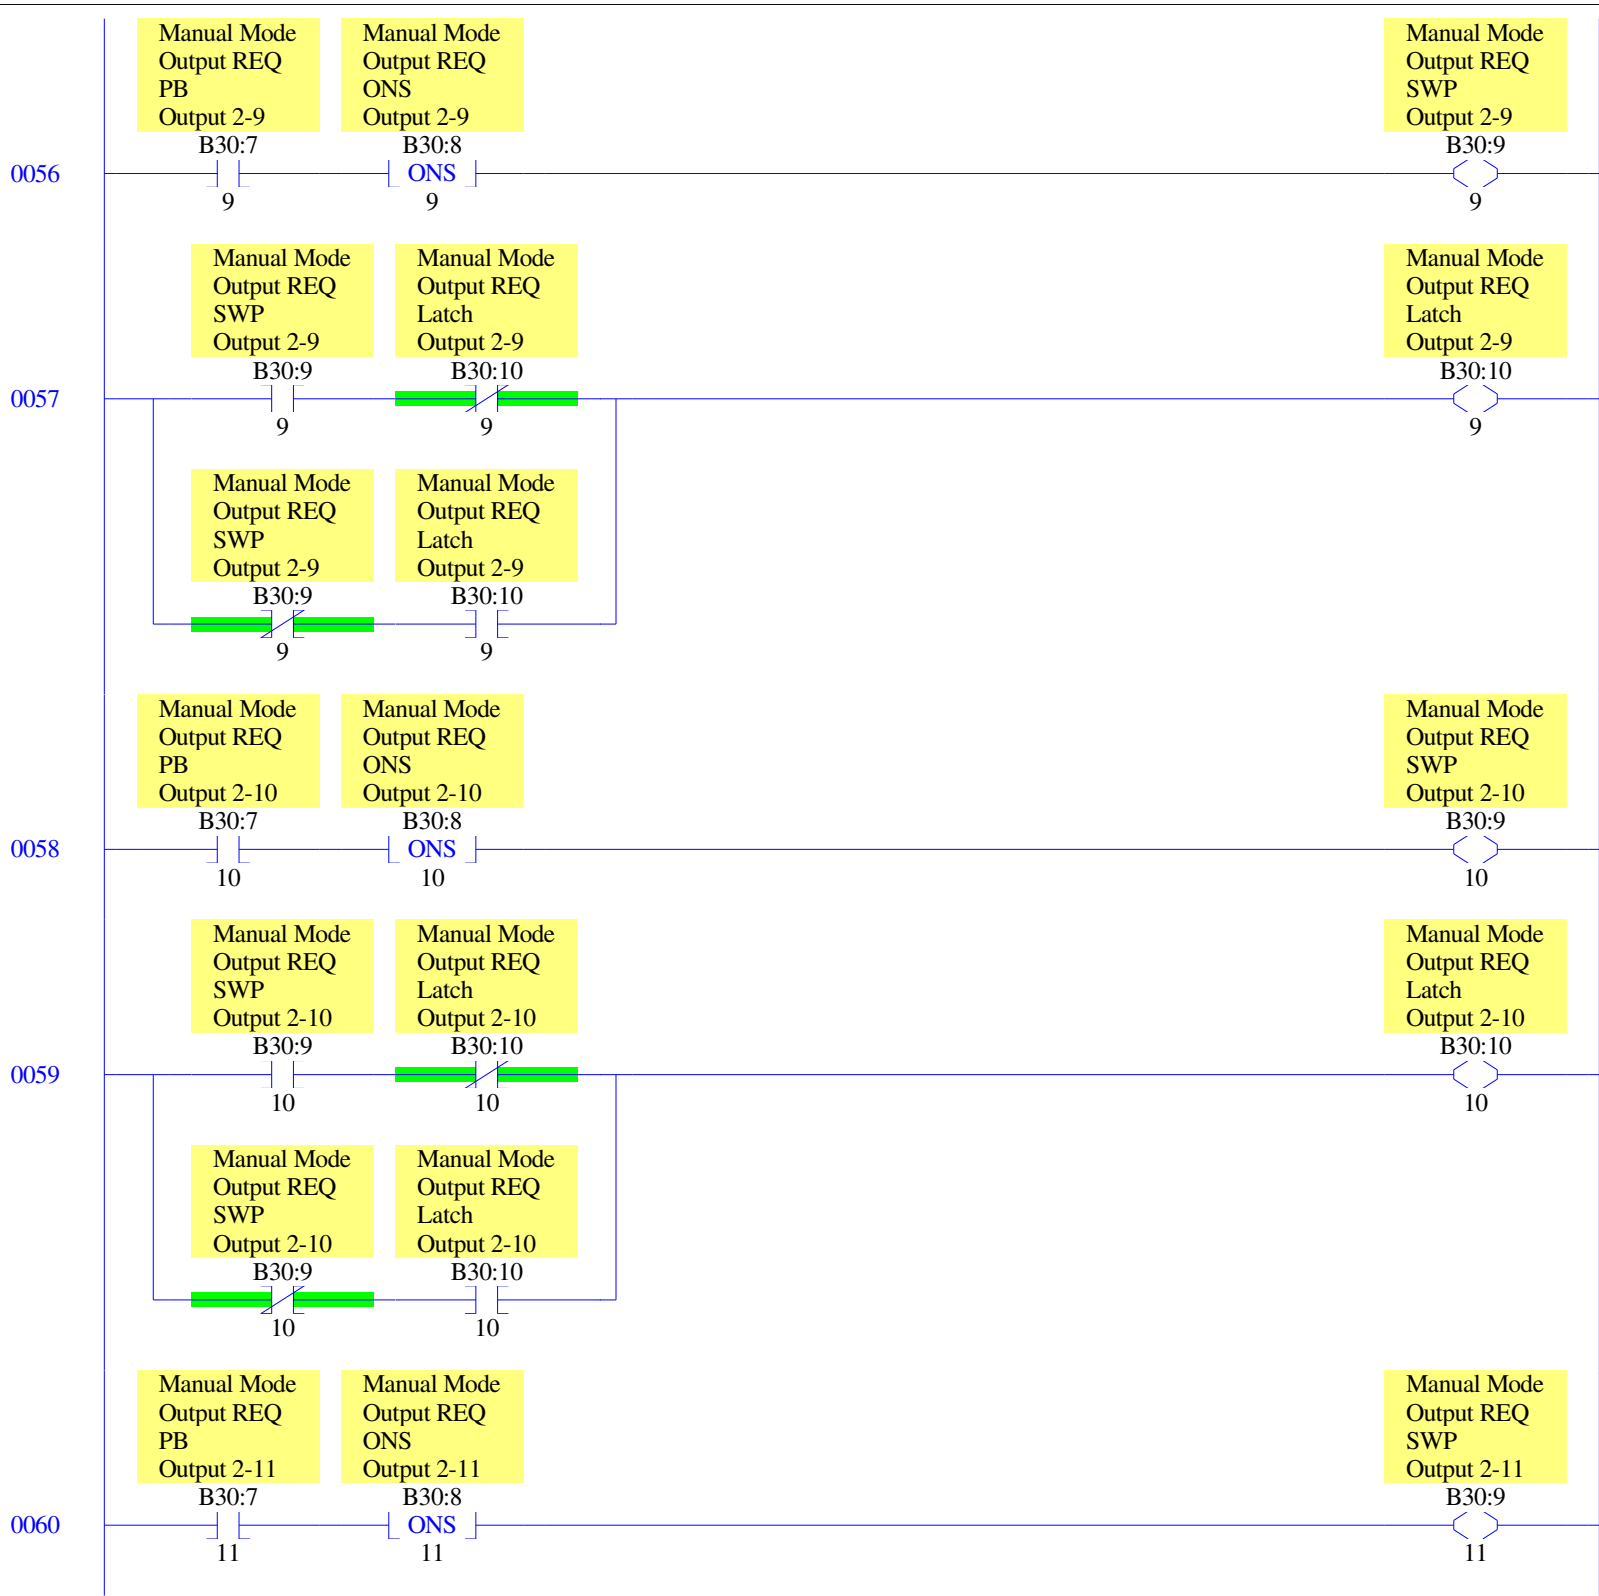 Manual Mode
Output REQ
PB
Output 2-9
B30:7
9
Manual Mode
Output REQ
ONS
Output 2-9
B30:8
ONS
9
Manual Mode
Output REQ
SWP
Output 2-9
B30:9
9
0056
Manual Mode
Output REQ
SWP
Output 2-9
B30:9
9
Manual Mode
Output REQ
Latch
Output 2-9
B30:10
9
Manual Mode
Output REQ
Latch
Output 2-9
B30:10
9
0057
Manual Mode
Output REQ
SWP
Output 2-9
B30:9
9
Manual Mode
Output REQ
Latch
Output 2-9
B30:10
9
Manual Mode
Output REQ
PB
Output 2-10
B30:7
10
Manual Mode
Output REQ
ONS
Output 2-10
B30:8
ONS
10
Manual Mode
Output REQ
SWP
Output 2-10
B30:9
10
0058
Manual Mode
Output REQ
SWP
Output 2-10
B30:9
10
Manual Mode
Output REQ
Latch
Output 2-10
B30:10
10
Manual Mode
Output REQ
Latch
Output 2-10
B30:10
10
0059
Manual Mode
Output REQ
SWP
Output 2-10
B30:9
10
Manual Mode
Output REQ
Latch
Output 2-10
B30:10
10
Manual Mode
Output REQ
PB
Output 2-11
B30:7
11
Manual Mode
Output REQ
ONS
Output 2-11
B30:8
ONS
11
Manual Mode
Output REQ
SWP
Output 2-11
B30:9
11
0060